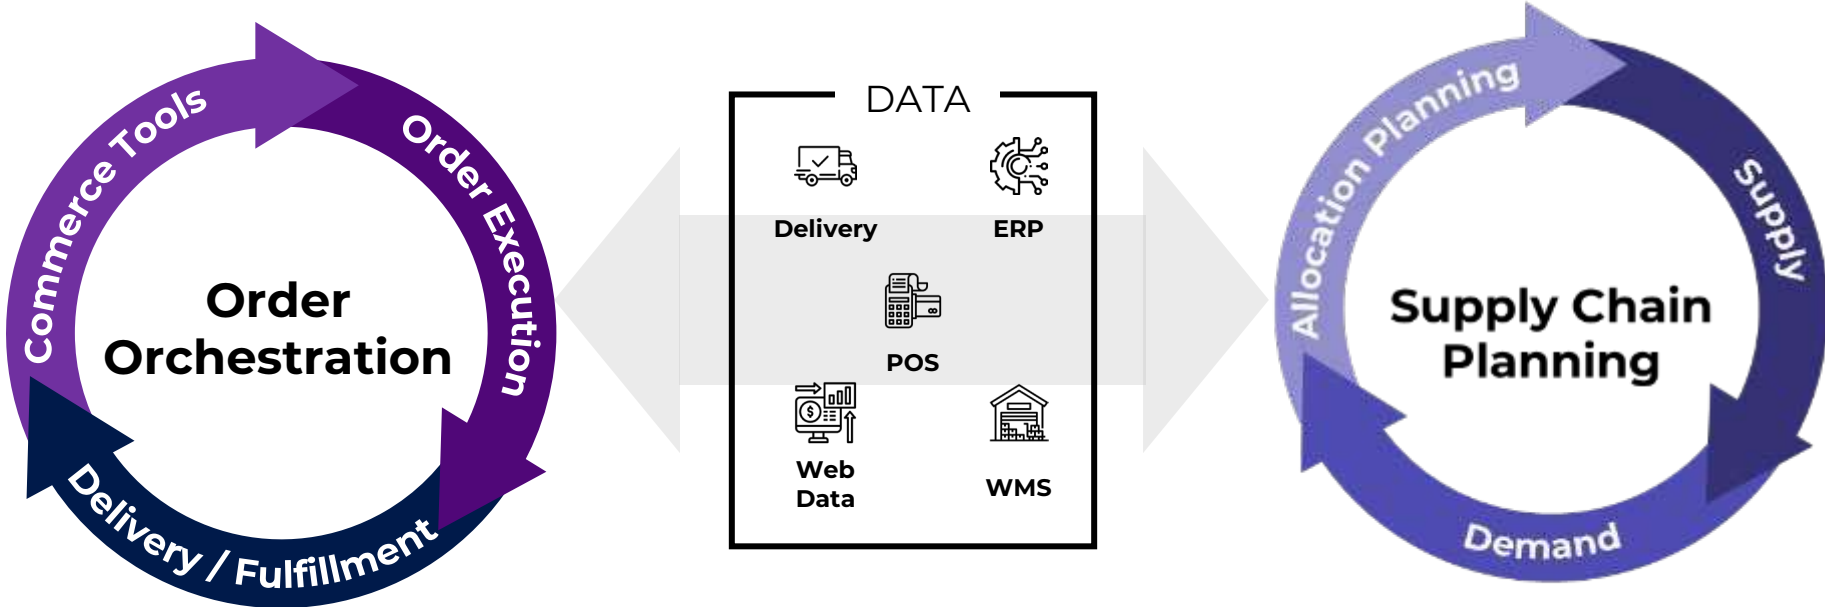 Commerce Tools
Order Execution
Delivery / Fulfillment
Order
Orchestration
DATA
Delivery
ERP
POS
Web
Data
WMS
Allocation Planning
Supply
Demand
Supply Chain
Planning